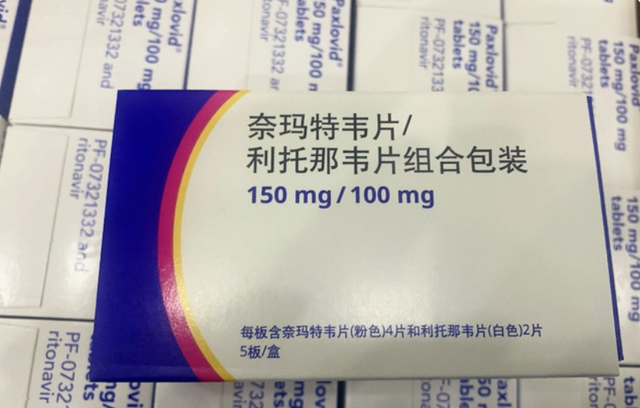 奈玛特韦片/
利托那韦片组合包装
150 mg/100 mg
每板含奈玛特韦片(粉色)4片和利托那韦片(白色)2片
5板/盒
Paxlovid®
150 mg/100 mg
tablets
PF-07321332 and
ritonavir